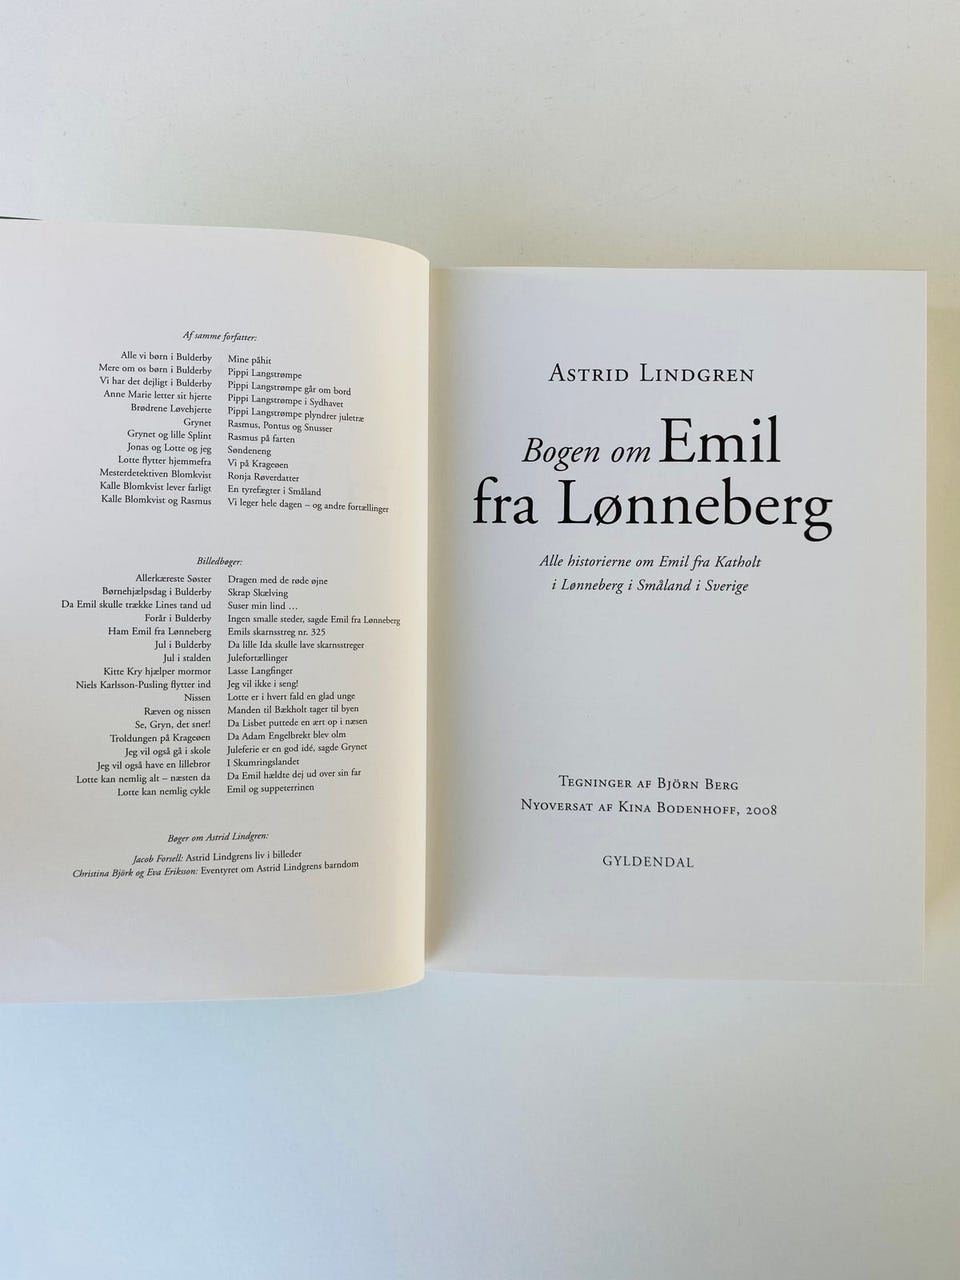 Af samme forfatter:
Alle vi børn i Bulderby
Mere om os børn i Bulderby
Vi har det dejligt i Bulderby
Anne Marie letter sit hjerte
Brødrene Løvehjerte
Grynet
Grynet og lille Splint
Jonas og Lotte og jeg
Lotte flytter hjemmefra
Mesterdetektiven Blomkvist
Kalle Blomkvist lever farligt
Kalle Blomkvist og Rasmus
Mine påhit
Pippi Langstrømpe
Pippi Langstrømpe går om bord
Pippi Langstrømpe i Sydhavet
Pippi Langstrømpe plyndrer juletræ
Rasmus, Pontus og Snusser
Rasmus på farten
Søndeneng
Vi på Krageøen
Ronja Røverdatter
En tyrefægter i Småland
Vi leger hele dagen – og andre fortællinger
Billedbøger:
Allerkæreste Søster
Børnehjælpsdag i Bulderby
Da Emil skulle trække Lines tand ud
Forår i Bulderby
Ham Emil fra Lønneberg
Jul i Bulderby
Jul i stalden
Kitte Kry hjælper mormor
Niels Karlsson-Pusling flytter ind
Nissen
Ræven og nissen
Se, Gryn, det sner!
Troldungen på Krageøen
Jeg vil også gå i skole
Jeg vil også have en lillebror
Lotte kan nemlig alt – næsten da
Lotte kan nemlig cykle
Dragen med de røde øjne
Skrap Skælving
Suser min lind …
Ingen smalle steder, sagde Emil fra Lønneberg
Emils skarnsstreg nr. 325
Da lille Ida skulle lave skarnsstreger
Julefortællinger
Lasse Langfinger
Jeg vil ikke i seng!
Lotte er i hvert fald en glad unge
Manden til Bækholt tager til byen
Da Lisbet puttede en ært op i næsen
Da Adam Engelbrekt blev olm
Juleferie er en god idé, sagde Grynet
I Skumringslandet
Da Emil hældte dej ud over sin far
Emil og suppeterrinen
Bøger om Astrid Lindgren:
Jacob Forsell: Astrid Lindgrens liv i billeder
Christina Björk og Eva Eriksson: Eventyret om Astrid Lindgrens barndom
ASTRID LINDGREN
Bogen om Emil
fra Lønneberg
Alle historierne om Emil fra Katholt
i Lønneberg i Småland i Sverige
TEGNINGER AF BJÖRN BERG
NYOVERSAT AF KINA BODENHOFF, 2008
GYLDENDAL